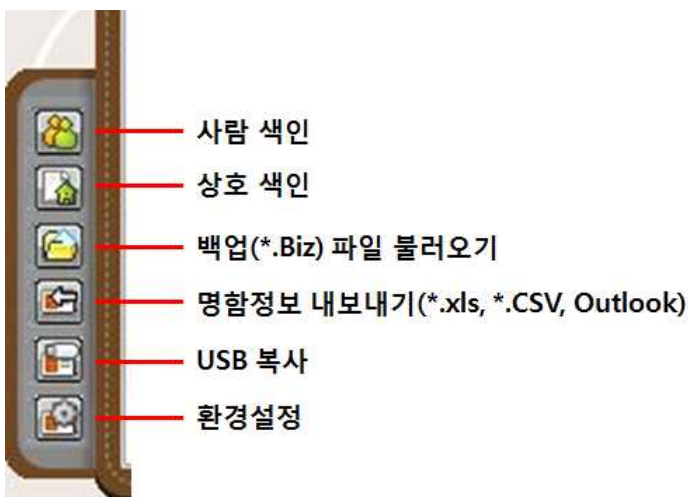 사람 색인
상호 색인
백업(*.Biz) 파일 불러오기
명함정보 내보내기(*.xls, *.CSV, Outlook)
USB 복사
환경설정